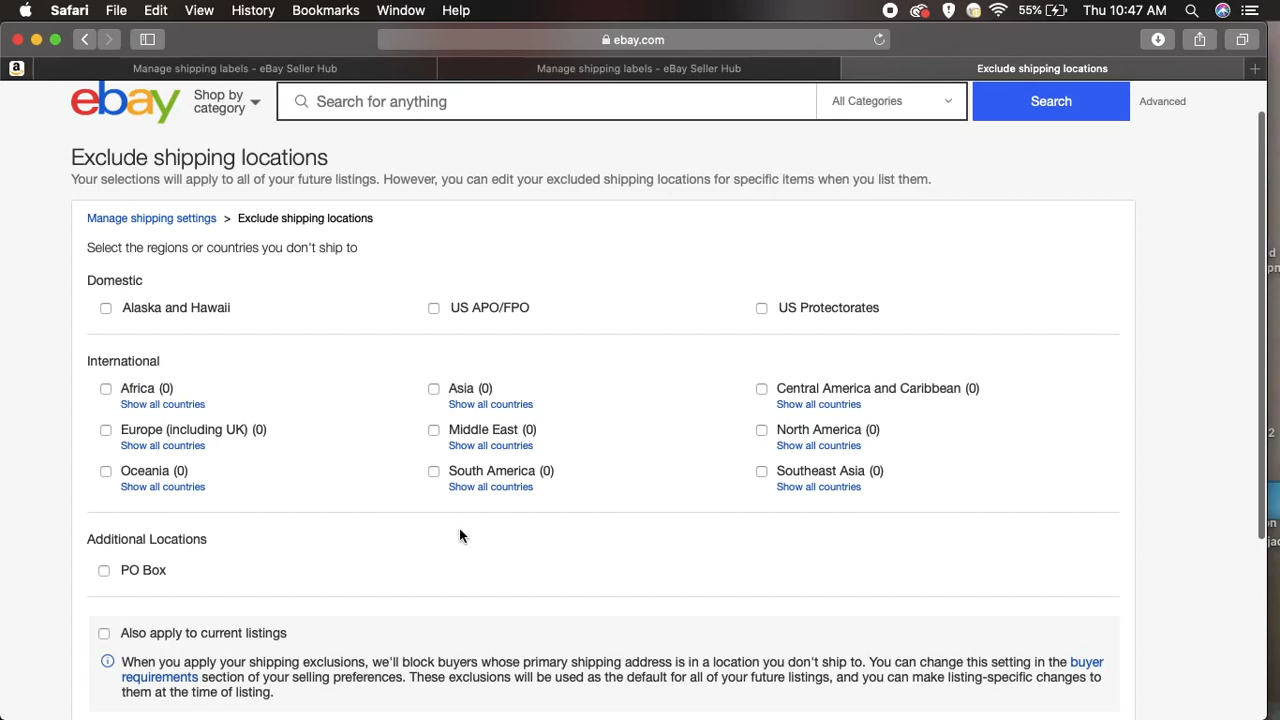 Safari File Edit View History Bookmarks Window Help 55% Thu 10:47 AM
ebay.com
a Manage shipping labels – eBay Seller Hub Manage shipping labels – eBay Seller Hub Exclude shipping locations
ebay Shop by category Search for anything All Categories Search Advanced
Exclude shipping locations
Your selections will apply to all of your future listings. However, you can edit your excluded shipping locations for specific items when you list them.
Manage shipping settings > Exclude shipping locations
Select the regions or countries you don't ship to
Domestic
Alaska and Hawaii US APO/FPO US Protectorates
International
Africa (0) Asia (0) Central America and Caribbean (0)
Show all countries Show all countries Show all countries
Europe (including UK) (0) Middle East (0) North America (0)
Show all countries Show all countries Show all countries
Oceania (0) South America (0) Southeast Asia (0)
Show all countries Show all countries Show all countries
Additional Locations
PO Box
Also apply to current listings
When you apply your shipping exclusions, we'll block buyers whose primary shipping address is in a location you don't ship to. You can change this setting in the buyer
requirements section of your selling preferences. These exclusions will be used as the default for all of your future listings, and you can make listing-specific changes to
them at the time of listing.